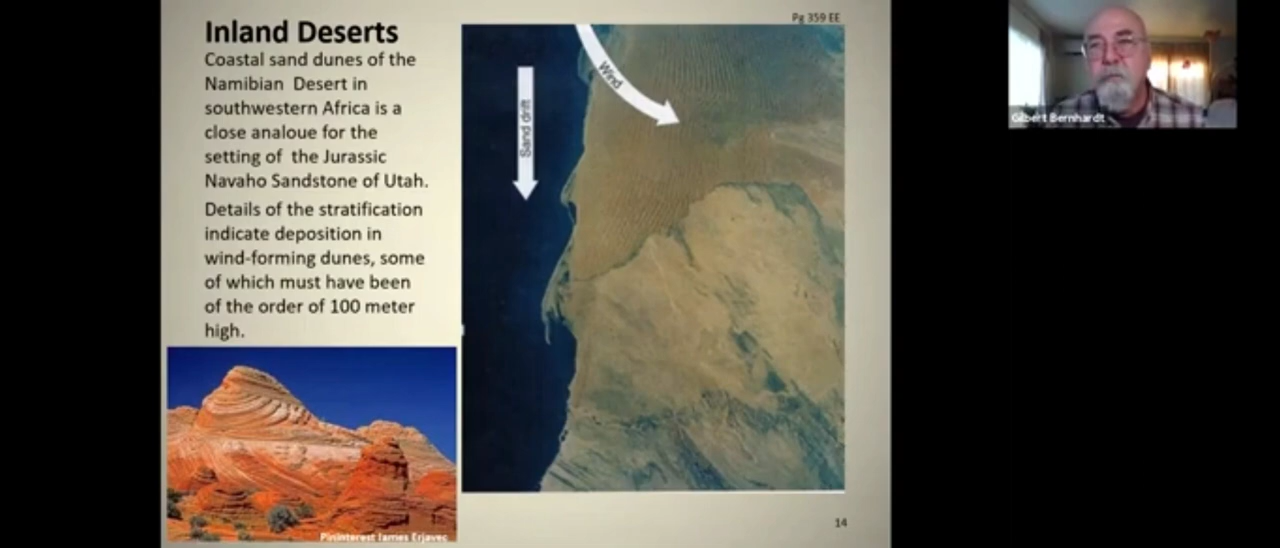 Inland Deserts
Coastal sand dunes of the
Namibian Desert in
southwestern Africa is a
close analoue for the
setting of the Jurassic
Navaho Sandstone of Utah.
Details of the stratification
indicate deposition in
wind-forming dunes, some
of which must have been
of the order of 100 meter
high.
Pg 359 EE
Wind
Sand drift
Pininterest James Erjavec
14
Gilbert Bernhardt